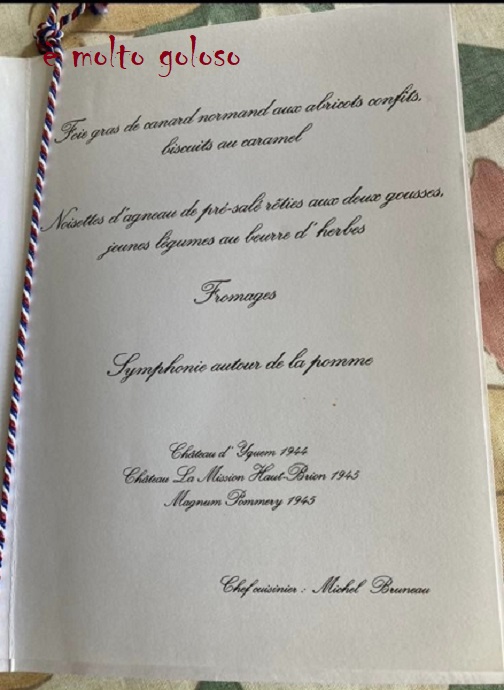 è molto goloso
Foie gras de canard normand aux abricots confits,
biscuits au caramel
Noisettes d'agneau de pré-salé rôties aux deux gousses,
jeunes légumes au beurre d'herbes
Fromages
Symphonie autour de la pomme
Château d'Yquem 1944
Château La Mission Haut-Brion 1945
Magnum Pommery 1945
Chef cuisinier : Michel Bruneau